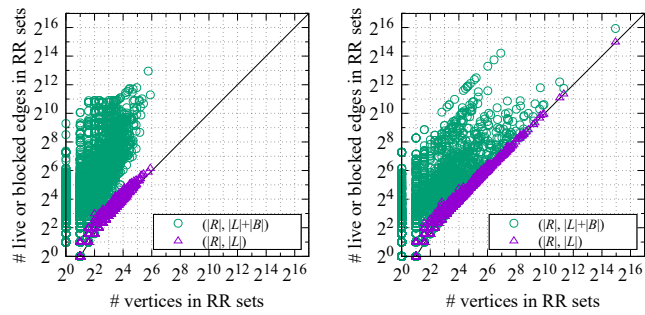 # live or blocked edges in RR sets
2^16
2^14
2^12
2^10
2^8
2^6
2^4
2^2
2^0
(|R|, |L|+|B|)
(|R|, |L|)
2^0 2^2 2^4 2^6 2^8 2^10 2^12 2^14 2^16
# vertices in RR sets
# live or blocked edges in RR sets
2^16
2^14
2^12
2^10
2^8
2^6
2^4
2^2
2^0
(|R|, |L|+|B|)
(|R|, |L|)
2^0 2^2 2^4 2^6 2^8 2^10 2^12 2^14 2^16
# vertices in RR sets